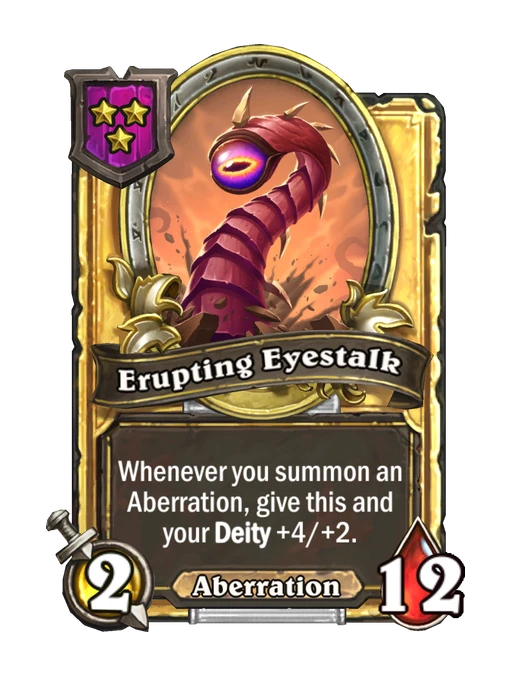 Erupting Eyestalk
Whenever you summon an
Aberration, give this and
your Deity +4/+2.
2
Aberration
12